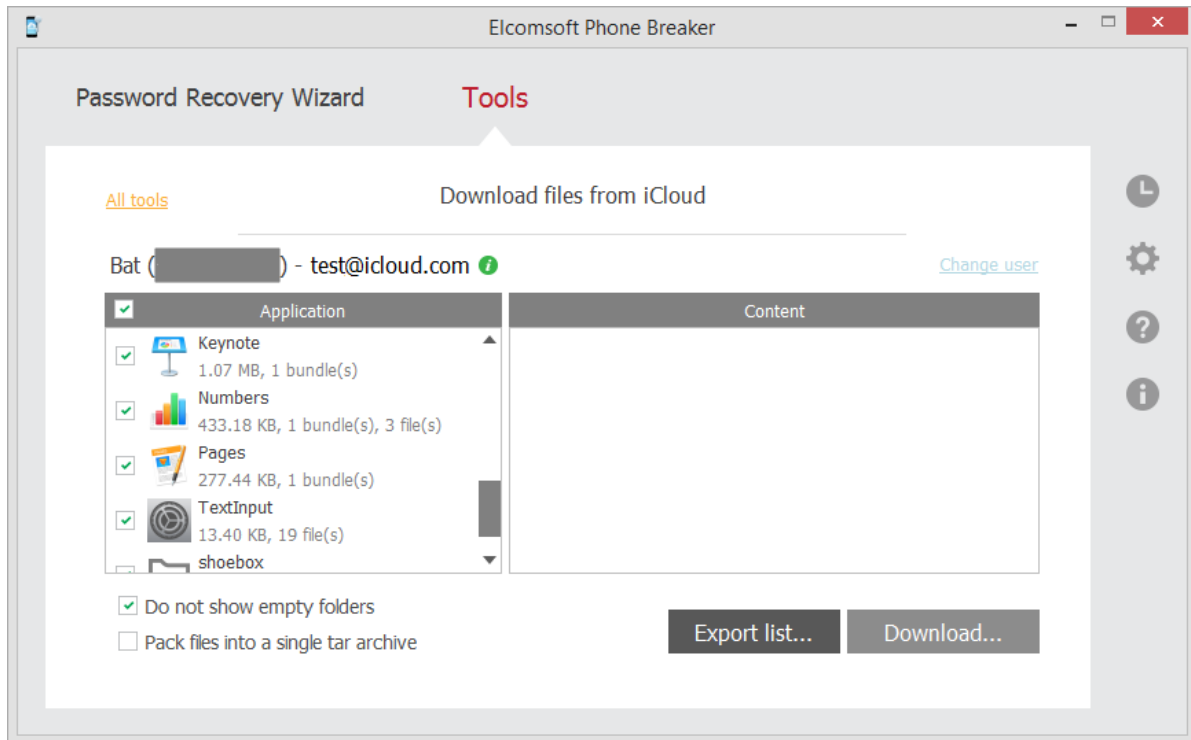 Elcomsoft Phone Breaker
Password Recovery Wizard
Tools
All tools
Download files from iCloud
Bat ( ) - test@icloud.com
Change user
Application
Content
Keynote
1.07 MB, 1 bundle(s)
Numbers
433.18 KB, 1 bundle(s), 3 file(s)
Pages
277.44 KB, 1 bundle(s)
TextInput
13.40 KB, 19 file(s)
shoebox
Do not show empty folders
Pack files into a single tar archive
Export list...
Download...